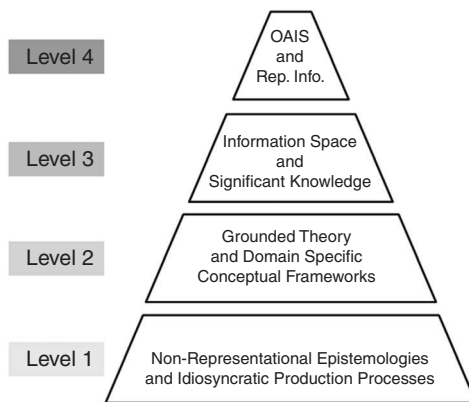 Level 4
OAIS
and
Rep. Info.
Level 3
Information Space
and
Significant Knowledge
Level 2
Grounded Theory
and Domain Specific
Conceptual Frameworks
Level 1
Non-Representational Epistemologies
and Idiosyncratic Production Processes